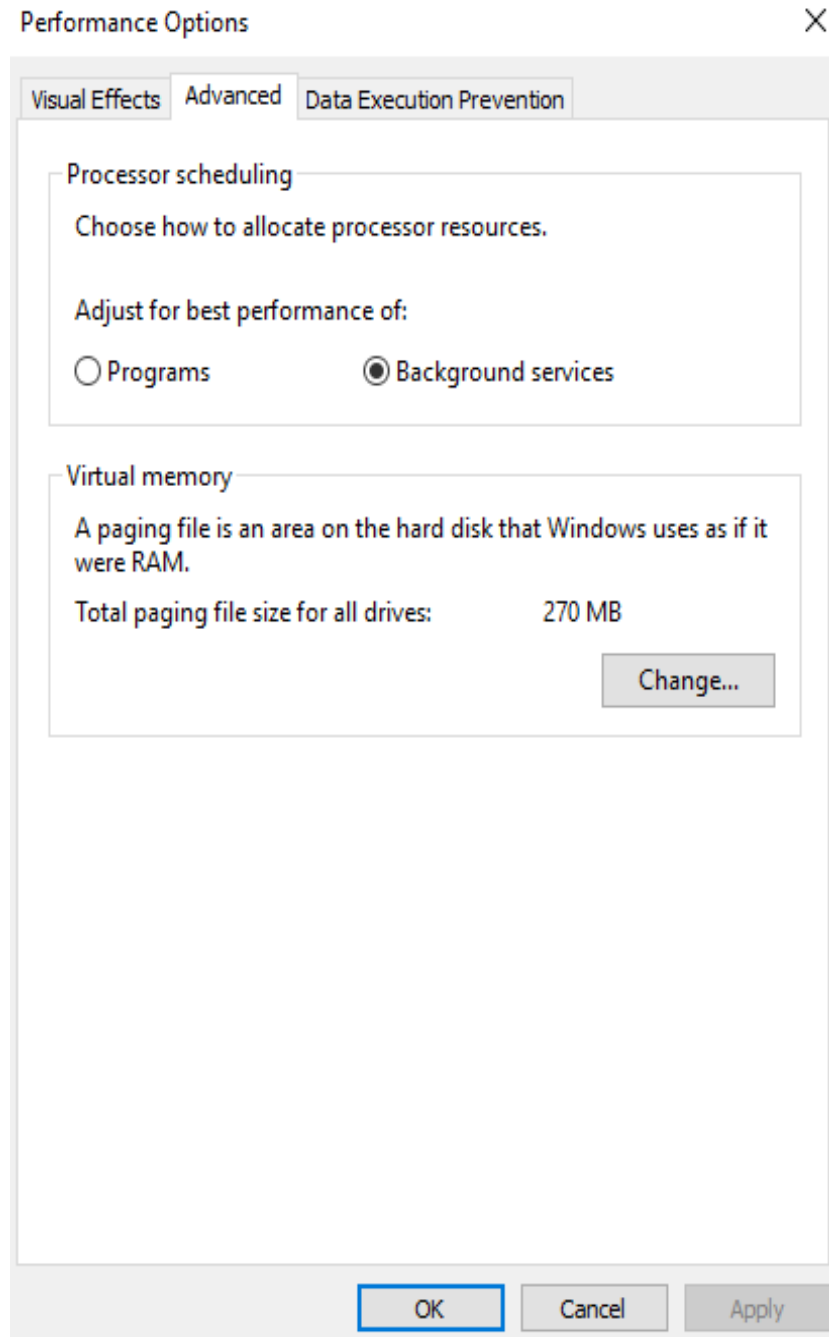 Performance Options
Visual Effects Advanced Data Execution Prevention
Processor scheduling
Choose how to allocate processor resources.
Adjust for best performance of:
Programs Background services
Virtual memory
A paging file is an area on the hard disk that Windows uses as if it
were RAM.
Total paging file size for all drives: 270 MB
Change...
OK Cancel Apply